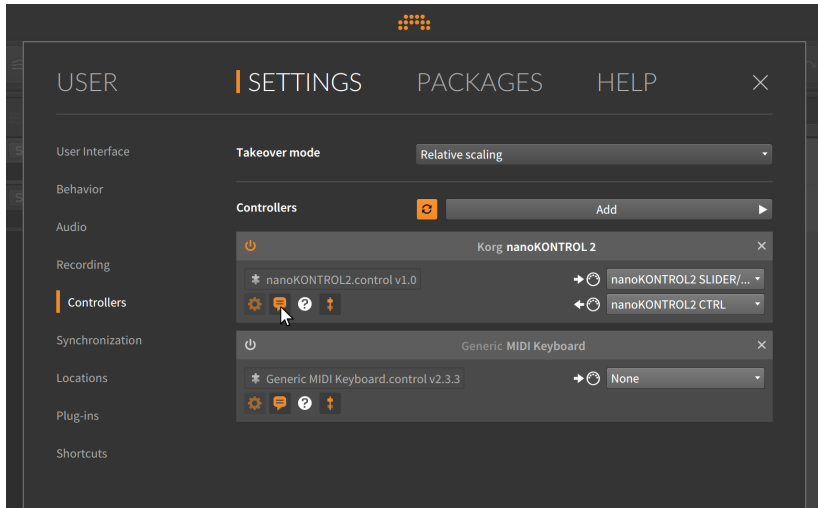 USER
SETTINGS
PACKAGES
HELP
User Interface
Behavior
Audio
Recording
Controllers
Synchronization
Locations
Plug-ins
Shortcuts
Takeover mode
Relative scaling
Controllers
Add
Korg nanoKONTROL 2
nanoKONTROL2.control v1.0
nanoKONTROL2 SLIDER/...
nanoKONTROL2 CTRL
?
Generic MIDI Keyboard
Generic MIDI Keyboard.control v2.3.3
None
?